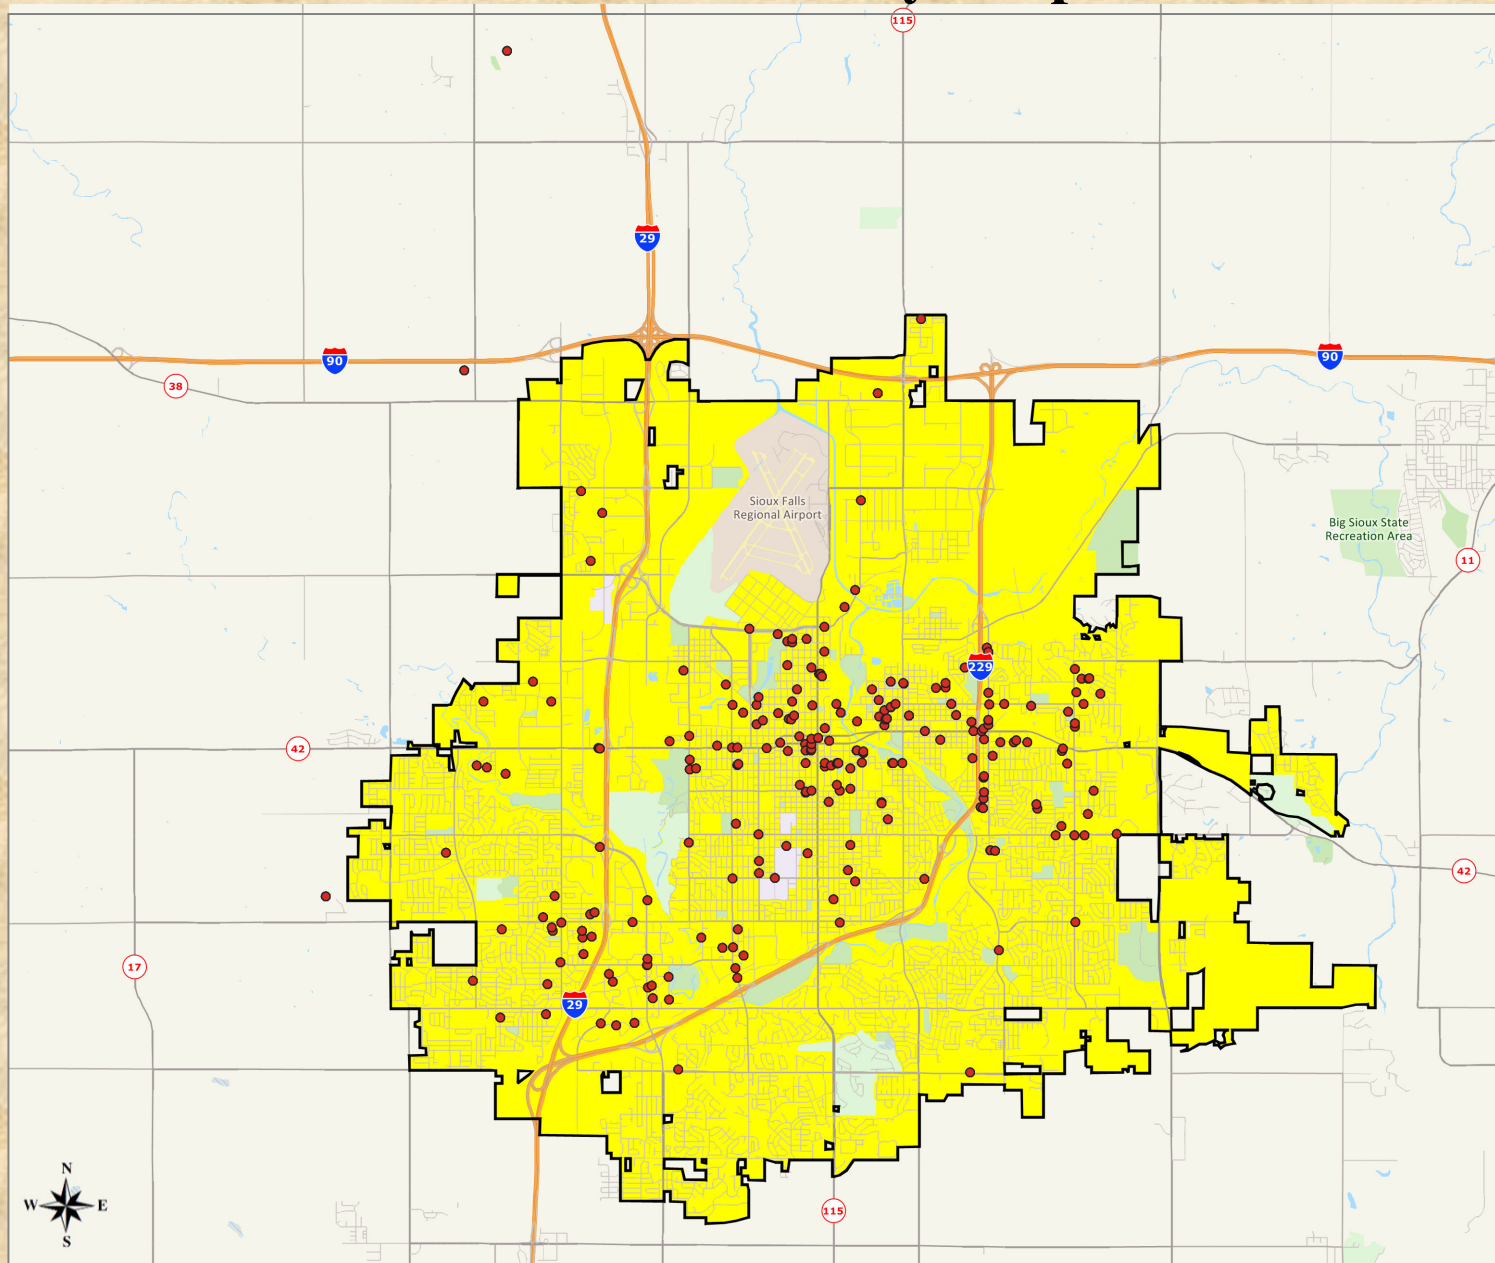 115
29
90
90
38
Sioux Falls
Regional Airport
Big Sioux State
Recreation Area
11
229
42
42
17
29
N
W E
S
115